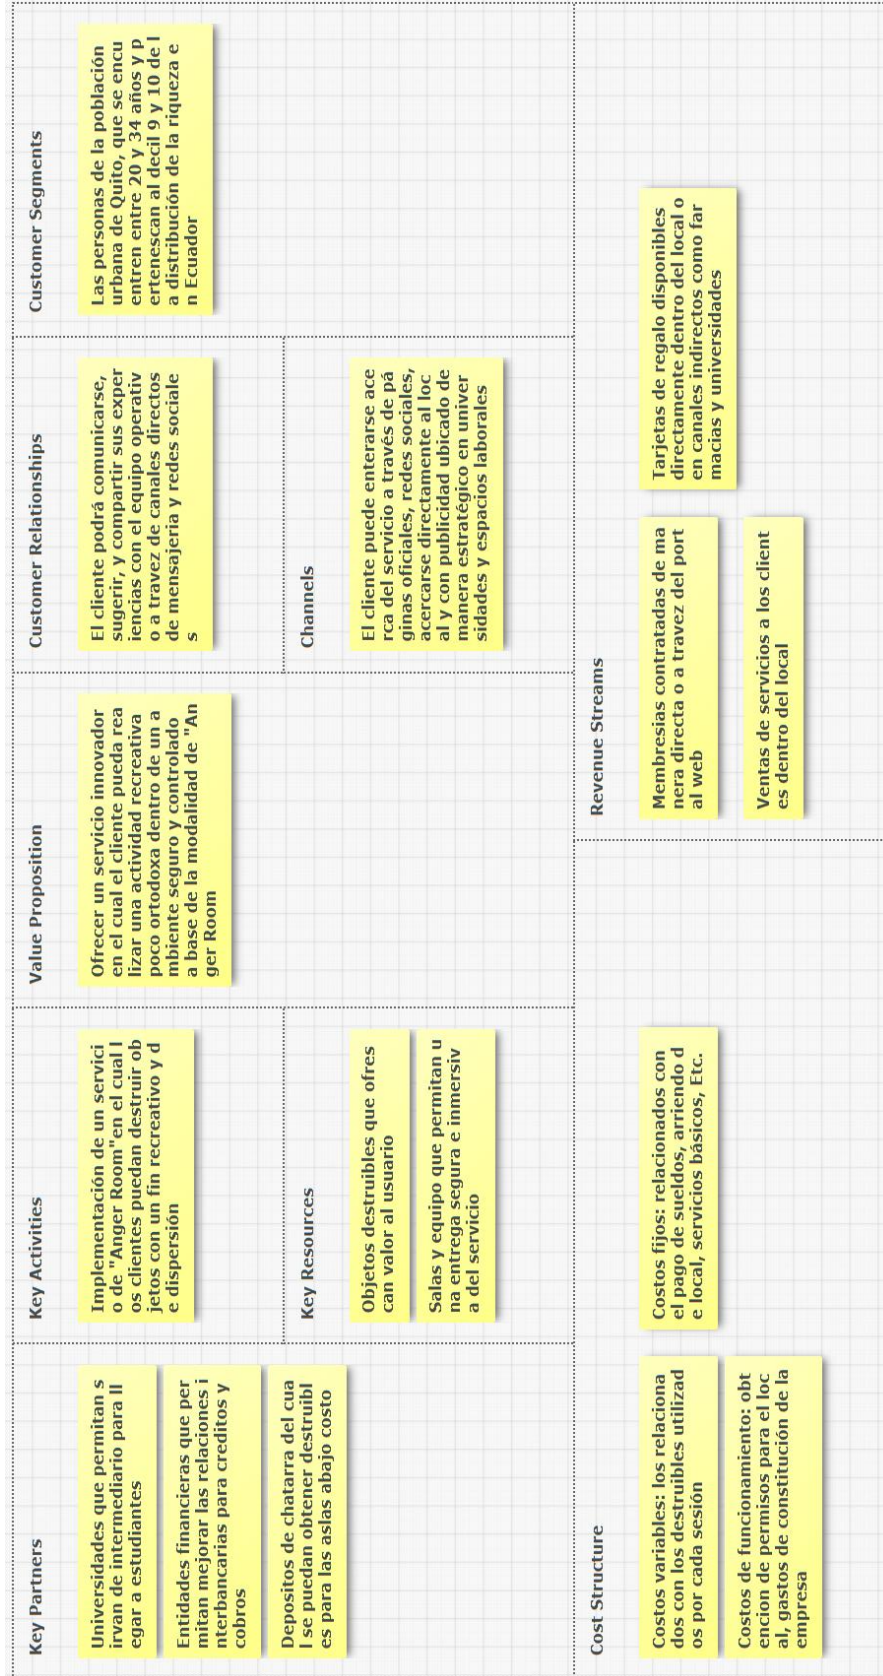 Key Partners
Universidades que permitan s
irvan de intermediario para ll
egar a estudiantes
Entidades financieras que per
mitan mejorar las relaciones i
nterbancarias para creditos y
cobros
Depositos de chatarra del cua
l se puedan obtener destruibl
es para las aslas abajo costo
Key Activities
Implementación de un servici
o de "Anger Room"en el cual l
os clientes puedan destruir ob
jetos con un fin recreativo y d
e dispersión
Key Resources
Objetos destruibles que ofres
can valor al usuario
Salas y equipo que permitan u
na entrega segura e inmersiv
a del servicio
Value Proposition
Ofrecer un servicio innovador
en el cual el cliente pueda rea
lizar una actividad recreativa
poco ortodoxa dentro de un a
mbiente seguro y controlado
a base de la modalidad de "An
ger Room
Customer Relationships
El cliente podrá comunicarse,
sugerir, y compartir sus exper
iencias con el equipo operativ
o a travez de canales directos
de mensajeria y redes sociale
s
Channels
El cliente puede enterarse ace
rca del servicio a través de pá
ginas oficiales, redes sociales,
acercarse directamente al loc
al y con publicidad ubicado de
manera estratégico en univer
sidades y espacios laborales
Customer Segments
Las personas de la población
urbana de Quito, que se encu
entren entre 20 y 34 años y p
ertenescan al decil 9 y 10 de l
a distribución de la riqueza e
n Ecuador
Cost Structure
Costos variables: los relaciona
dos con los destruibles utilizad
os por cada sesión
Costos de funcionamiento: obt
encion de permisos para el loc
al, gastos de constitución de la
empresa
Costos fijos: relacionados con
el pago de sueldos, arriendo d
e local, servicios básicos, Etc.
Revenue Streams
Membresias contratadas de ma
nera directa o a travez del port
al web
Ventas de servicios a los client
es dentro del local
Tarjetas de regalo disponibles
directamente dentro del local o
en canales indirectos como far
macias y universidades